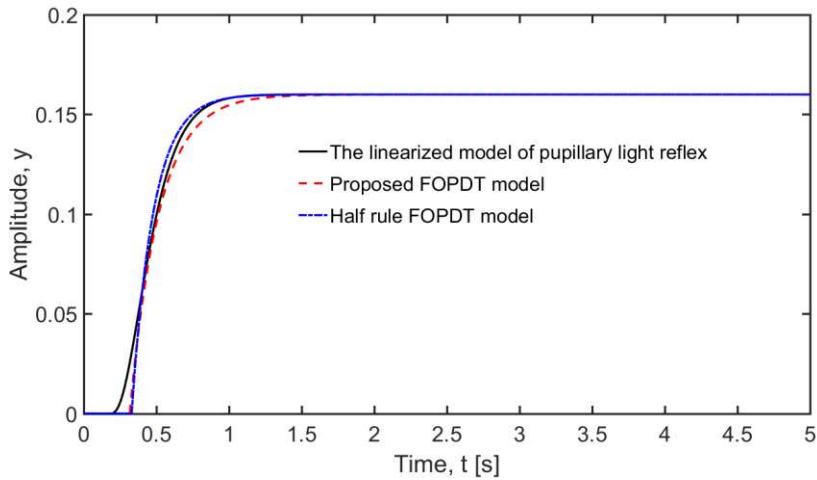 0.2
0.15
0.1
0.05
0
Amplitude, y
The linearized model of pupillary light reflex
Proposed FOPDT model
Half rule FOPDT model
0 0.5 1 1.5 2 2.5 3 3.5 4 4.5 5
Time, t [s]